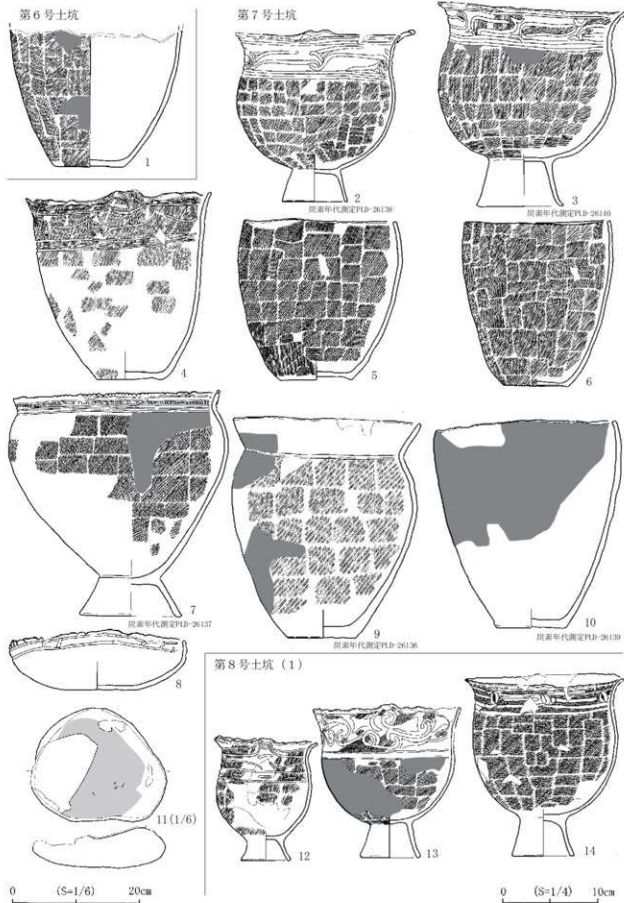 第6号土坑
第7号土坑
1
2
炭素年代測定PLD-26138
3
炭素年代測定PLD-26140
4
5
6
7
炭素年代測定PLD-26137
9
炭素年代測定PLD-26136
10
炭素年代測定PLD-26139
8
第8号土坑(1)
11(1/6)
12
13
14
0 (S=1/6) 20cm
0 (S=1/4) 10cm